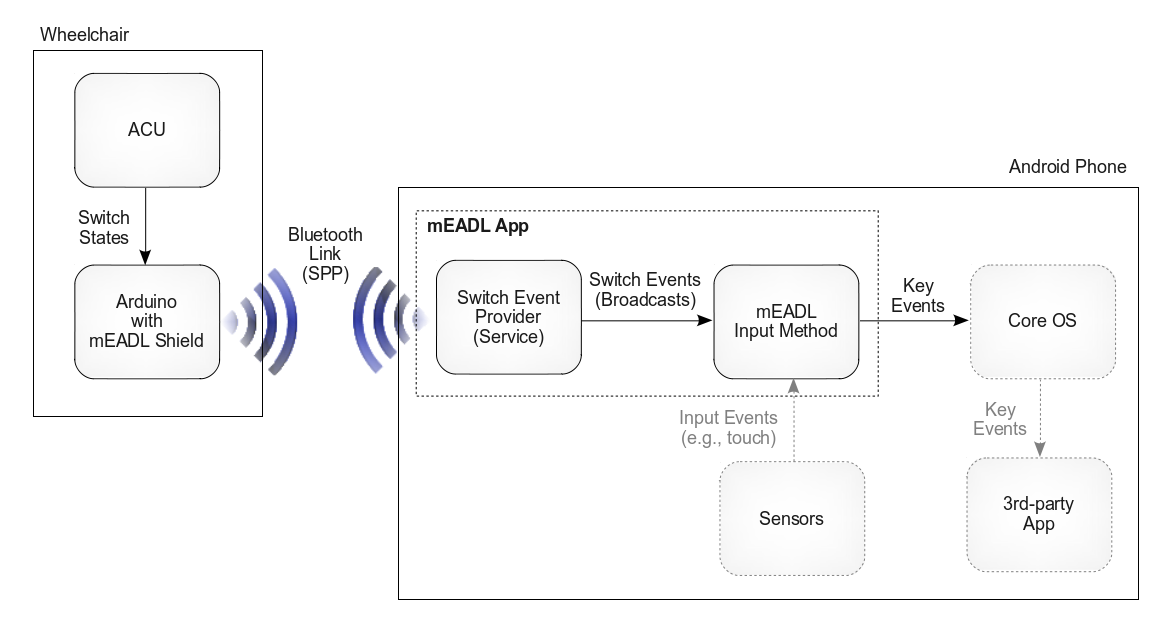 Wheelchair
ACU
Switch
States
Arduino
with
mEADL Shield
Bluetooth
Link
(SPP)
Android Phone
mEADL App
Switch Event
Provider
(Service)
Switch Events
(Broadcasts)
mEADL
Input Method
Key
Events
Core OS
Input Events
(e.g., touch)
Key
Events
Sensors
3rd-party
App